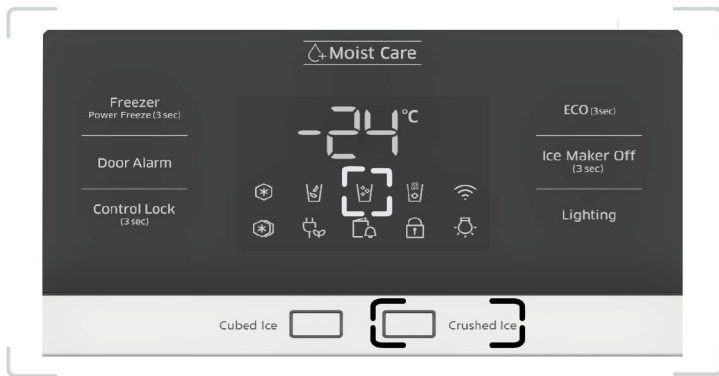 Moist Care
Freezer
Power Freeze (3 sec)
Door Alarm
Control Lock
(3 sec)
-24°C
ECO (3sec)
Ice Maker Off
(3 sec)
Lighting
Cubed Ice
Crushed Ice